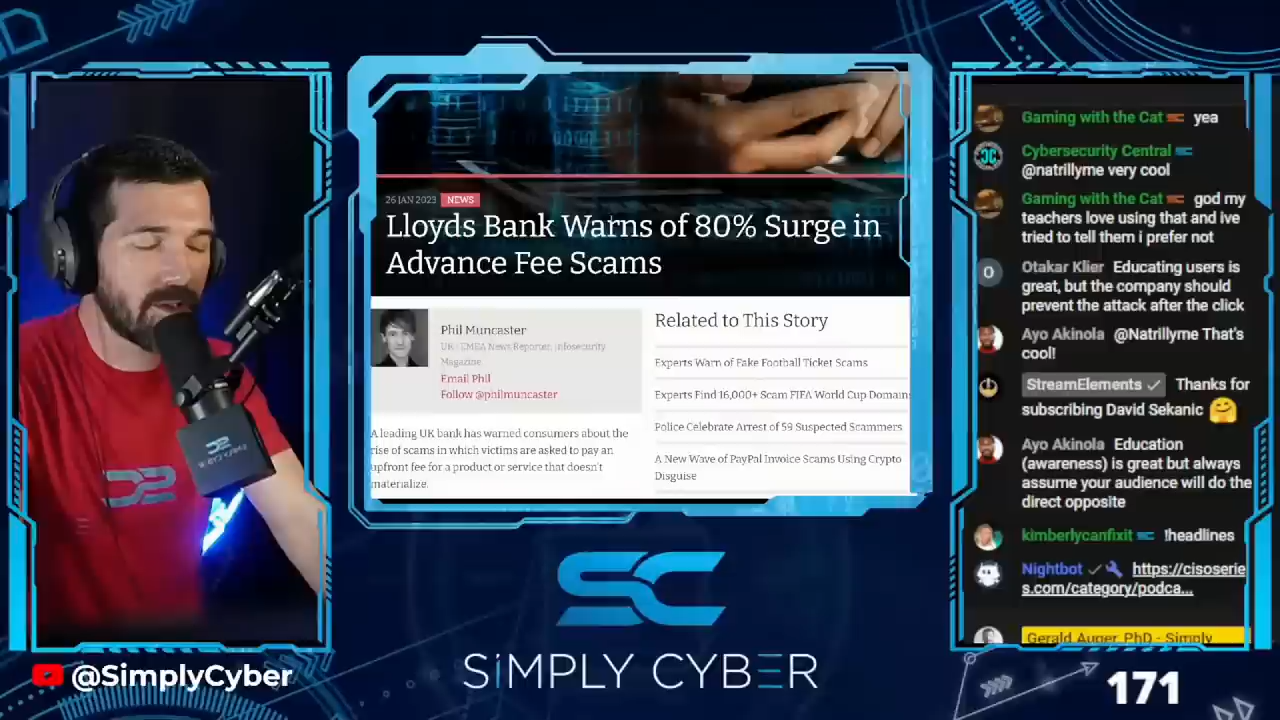 26 JAN 2023 NEWS
Lloyds Bank Warns of 80% Surge in
Advance Fee Scams
Phil Muncaster
UK / EMEA News Reporter, Infosecurity
Magazine
Email Phil
Follow @philmuncaster
A leading UK bank has warned consumers about the
rise of scams in which victims are asked to pay an
upfront fee for a product or service that doesn't
materialize.
Related to This Story
Experts Warn of Fake Football Ticket Scams
Experts Find 16,000+ Scam FIFA World Cup Domains
Police Celebrate Arrest of 59 Suspected Scammers
A New Wave of PayPal Invoice Scams Using Crypto
Disguise
SC
SIMPLY CYBER
@SimplyCyber
Gaming with the Cat yea
Cybersecurity Central
@natrillyme very cool
Gaming with the Cat god my
teachers love using that and ive
tried to tell them i prefer not
O
Otakar Klier Educating users is
great, but the company should
prevent the attack after the click
Ayo Akinola @Natrillyme That's
cool!
StreamElements Thanks for
subscribing David Sekanic
Ayo Akinola Education
(awareness) is great but always
assume your audience will do the
direct opposite
kimberlycanfixit !headlines
Nightbot https://cisoserie
s.com/category/podca...
Gerald Auger, PhD - Simply
171